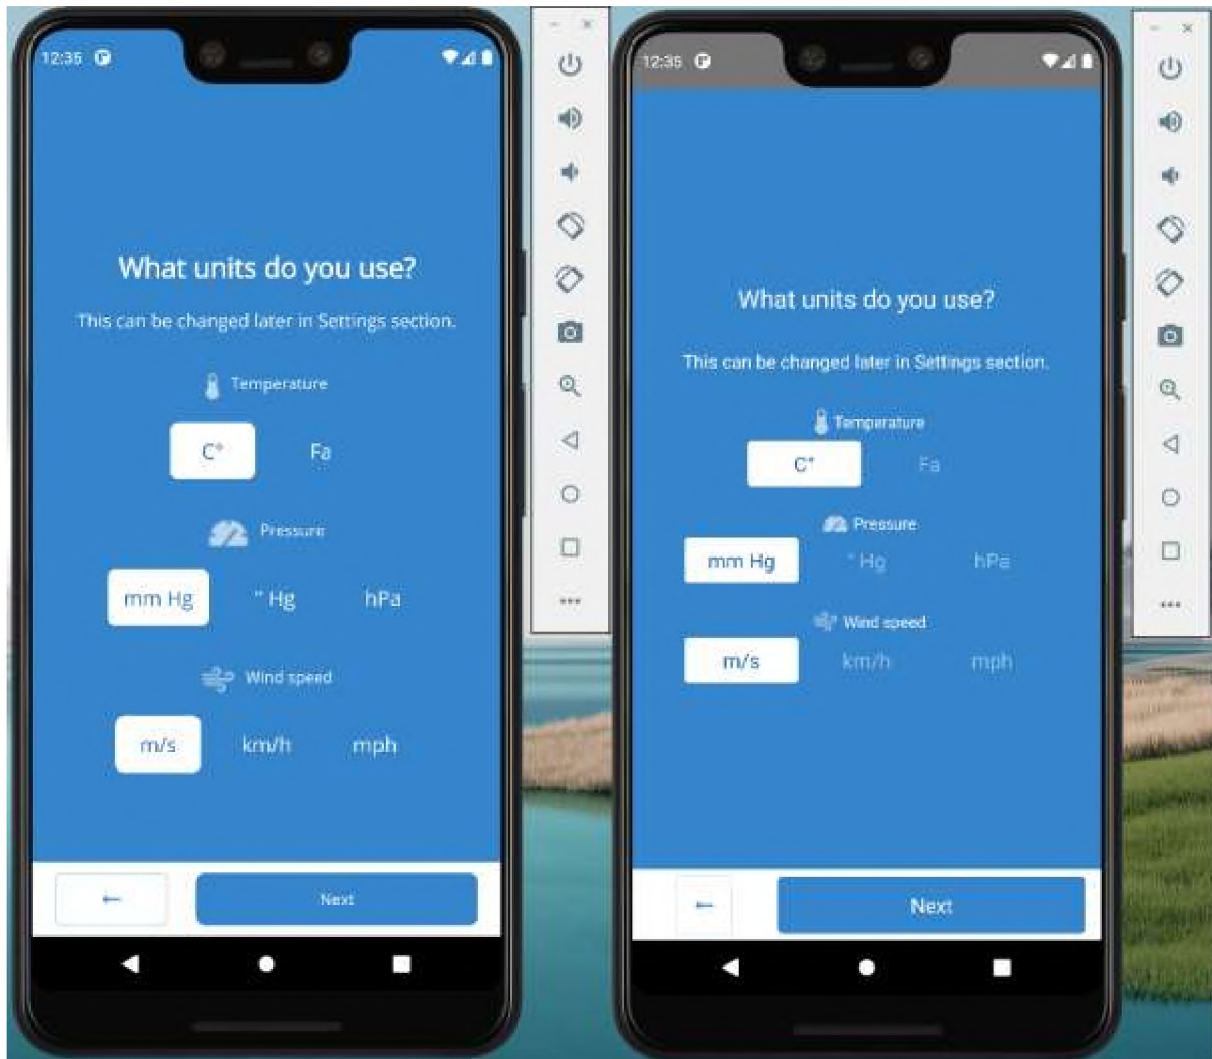 12:35
What units do you use?
This can be changed later in Settings section.
Temperature
C° Fa
Pressure
mm Hg " Hg hPa
Wind speed
m/s km/h mph
← Next
12:35
What units do you use?
This can be changed later in Settings section.
Temperature
C° Fa
Pressure
mm Hg " Hg hPa
Wind speed
m/s km/h mph
← Next